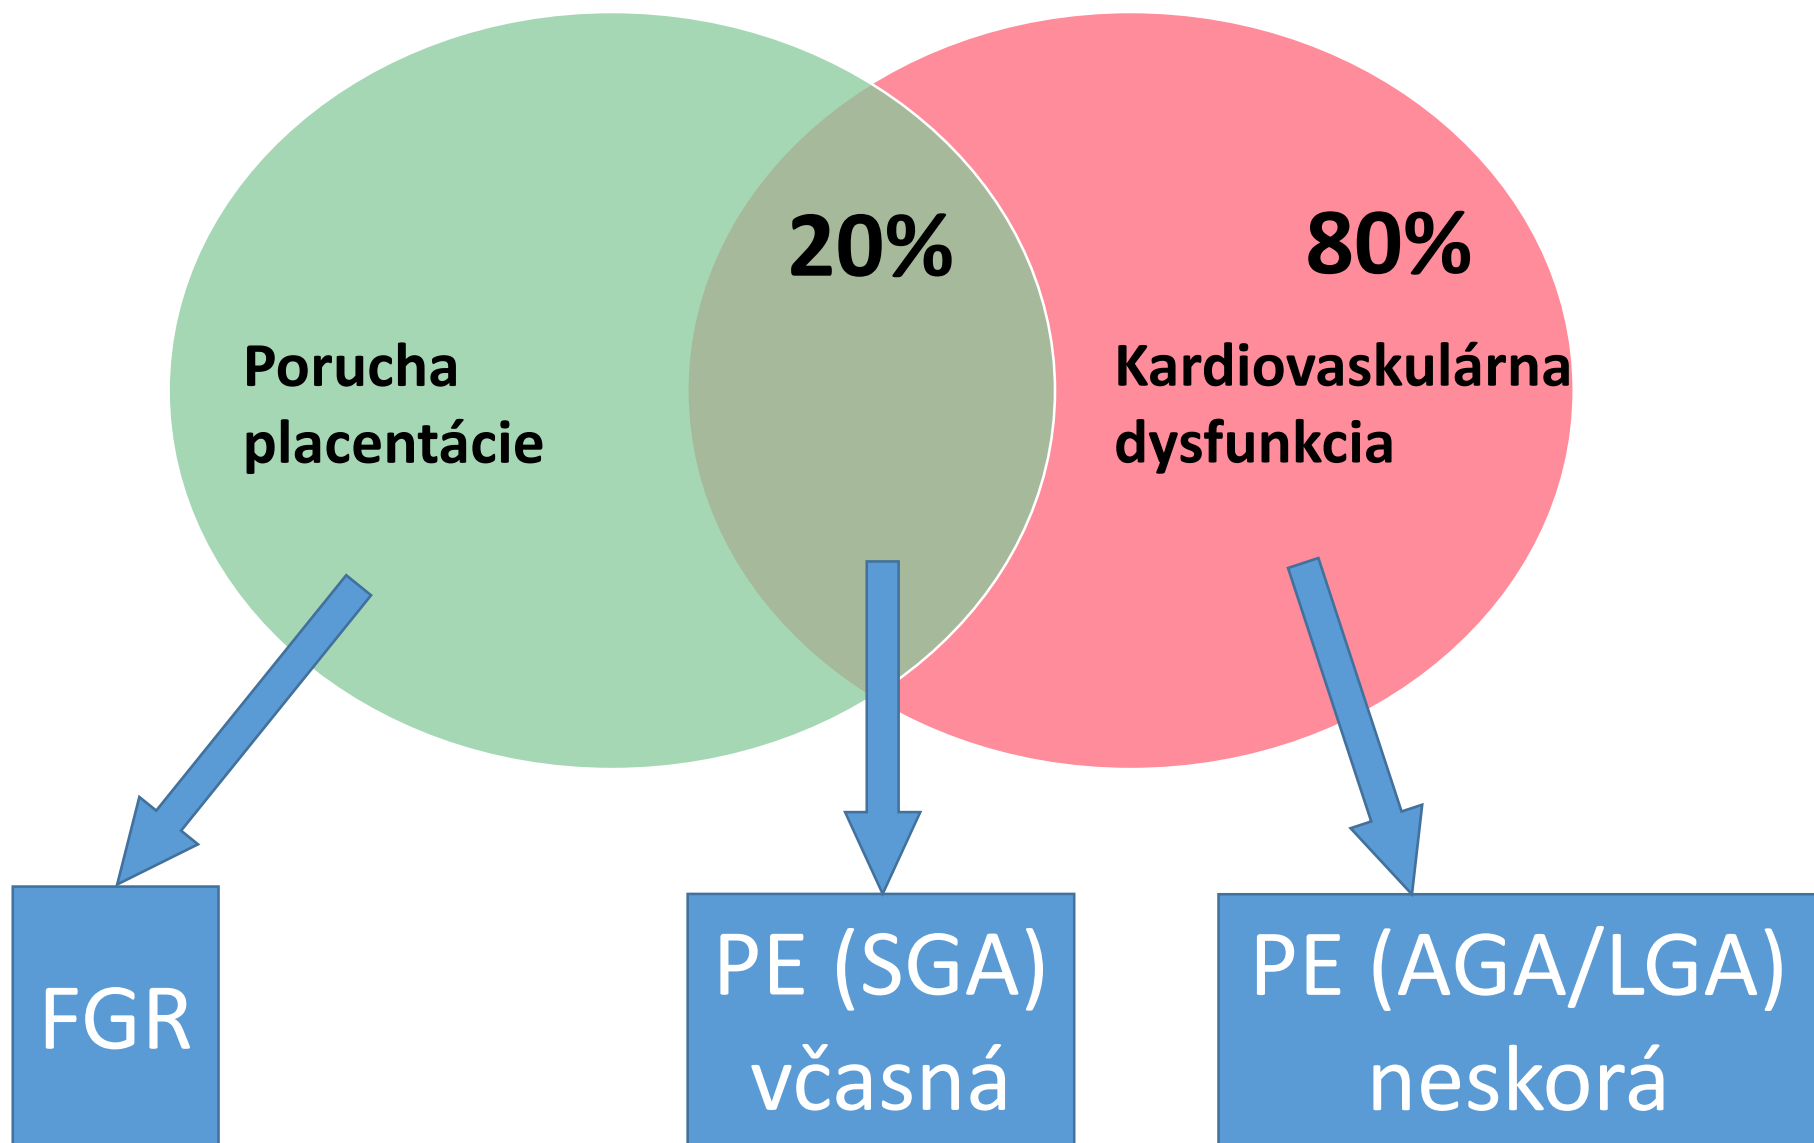 20%
80%
Porucha
placentácie
Kardiovaskulárna
dysfunkcia
FGR
PE (SGA)
včasná
PE (AGA/LGA)
neskorá